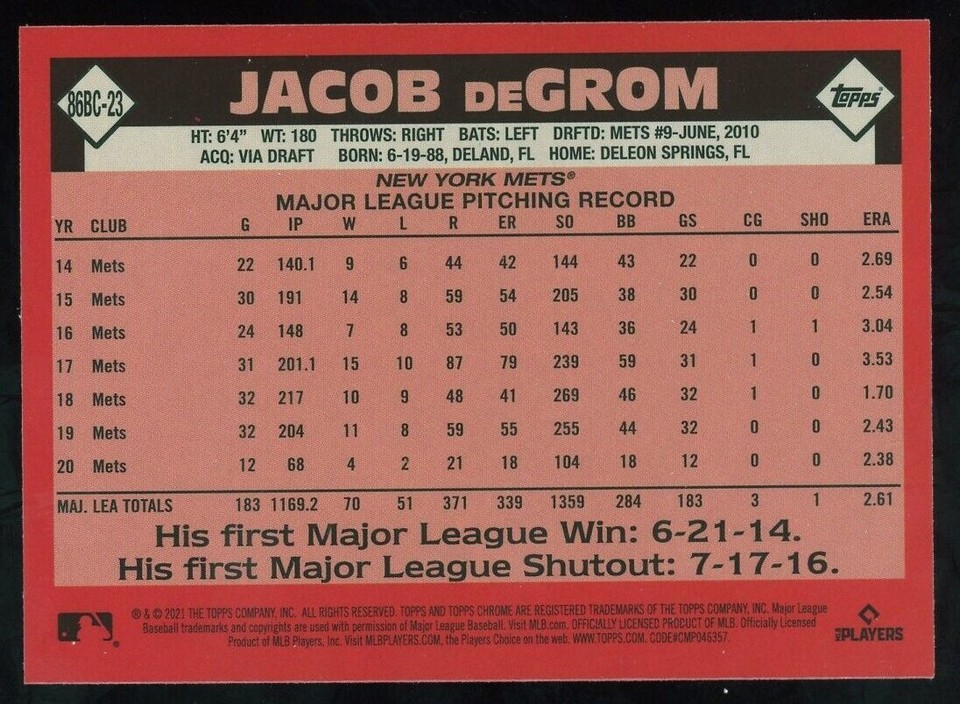 86BC-23
JACOB DEGROM
Topps
HT: 6'4" WT: 180 THROWS: RIGHT BATS: LEFT DRFTD: METS #9-JUNE, 2010
ACQ: VIA DRAFT BORN: 6-19-88, DELAND, FL HOME: DELEON SPRINGS, FL
NEW YORK METS®
MAJOR LEAGUE PITCHING RECORD
YR CLUB G IP W L R ER SO BB GS CG SHO ERA
14 Mets 22 140.1 9 6 44 42 144 43 22 0 0 2.69
15 Mets 30 191 14 8 59 54 205 38 30 0 0 2.54
16 Mets 24 148 7 8 53 50 143 36 24 1 1 3.04
17 Mets 31 201.1 15 10 87 79 239 59 31 1 0 3.53
18 Mets 32 217 10 9 48 41 269 46 32 1 0 1.70
19 Mets 32 204 11 8 59 55 255 44 32 0 0 2.43
20 Mets 12 68 4 2 21 18 104 18 12 0 0 2.38
MAJ. LEA TOTALS 183 1169.2 70 51 371 339 1359 284 183 3 1 2.61
His first Major League Win: 6-21-14.
His first Major League Shutout: 7-17-16.
® & © 2021 THE TOPPS COMPANY, INC. ALL RIGHTS RESERVED. TOPPS AND TOPPS CHROME ARE REGISTERED TRADEMARKS OF THE TOPPS COMPANY, INC. Major League
Baseball trademarks and copyrights are used with permission of Major League Baseball. Visit MLB.com. OFFICIALLY LICENSED PRODUCT OF MLB. Officially Licensed
Product of MLB Players, Inc. Visit MLBPLAYERS.COM, the Players Choice on the web. WWW.TOPPS.COM. CODE#CMP046357.
MLB PLAYERS